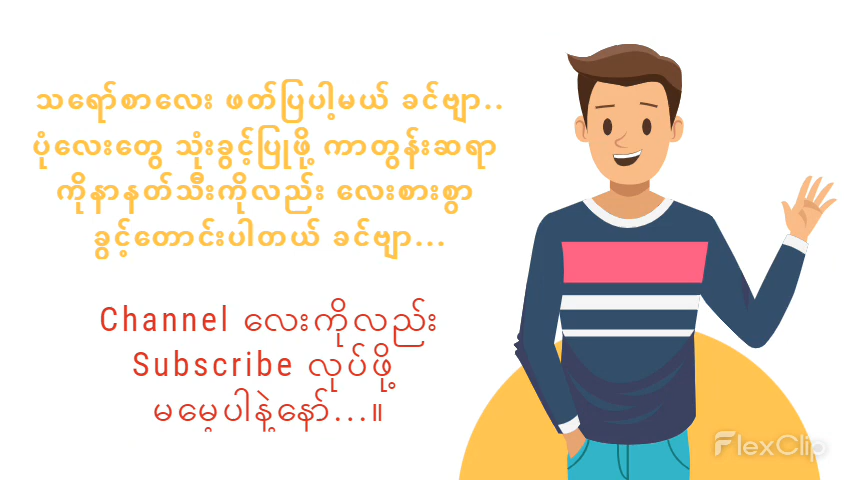 သရော်စာလေး ဖတ်ပြပါ့မယ် ခင်ဗျာ..
ပုံလေးတွေ သုံးခွင့်ပြုဖို့ ကာတွန်းဆရာ
ကိုနာနတ်သီးကိုလည်း လေးစားစွာ
ခွင့်တောင်းပါတယ် ခင်ဗျာ...
Channel လေးကိုလည်း
Subscribe လုပ်ဖို့
မမေ့ပါနဲ့နော်...။
FlexClip